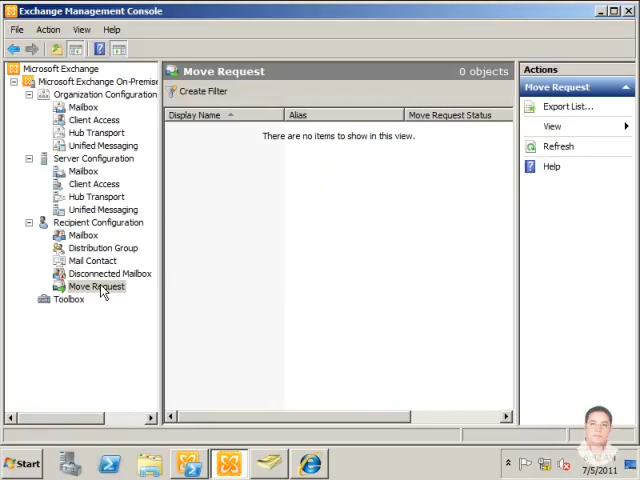 Exchange Management Console
File Action View Help
Microsoft Exchange
Microsoft Exchange On-Premise
Organization Configuration
Mailbox
Client Access
Hub Transport
Unified Messaging
Server Configuration
Mailbox
Client Access
Hub Transport
Unified Messaging
Recipient Configuration
Mailbox
Distribution Group
Mail Contact
Disconnected Mailbox
Move Request
Toolbox
Move Request 0 objects
Create Filter
Display Name Alias Move Request Status
There are no items to show in this view.
Actions
Move Request
Export List...
View
Refresh
Help
Start
7/5/2011